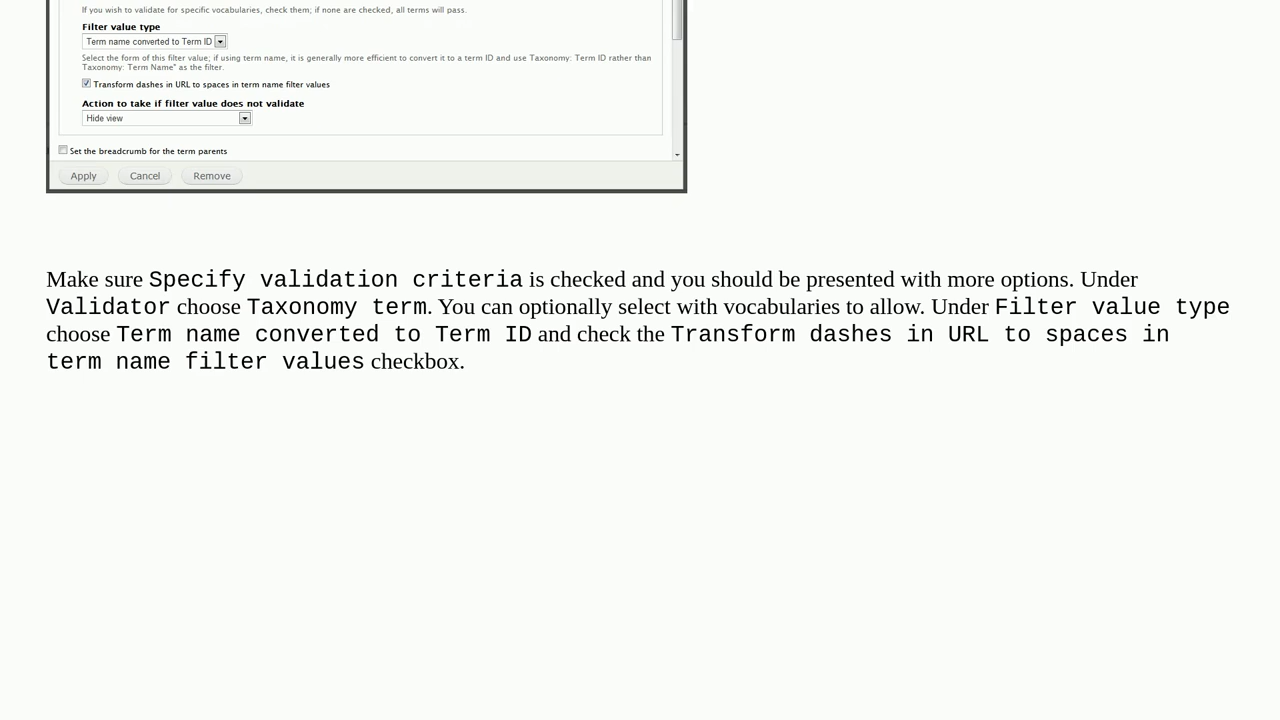 If you wish to validate for specific vocabularies, check them; if none are checked, all terms will pass.
Filter value type
Term name converted to Term ID
Select the form of this filter value; if using term name, it is generally more efficient to convert it to a term ID and use Taxonomy: Term ID rather than
Taxonomy: Term Name" as the filter.
Transform dashes in URL to spaces in term name filter values
Action to take if filter value does not validate
Hide view
Set the breadcrumb for the term parents
Apply Cancel Remove
Make sure Specify validation criteria is checked and you should be presented with more options. Under
Validator choose Taxonomy term. You can optionally select with vocabularies to allow. Under Filter value type
choose Term name converted to Term ID and check the Transform dashes in URL to spaces in
term name filter values checkbox.